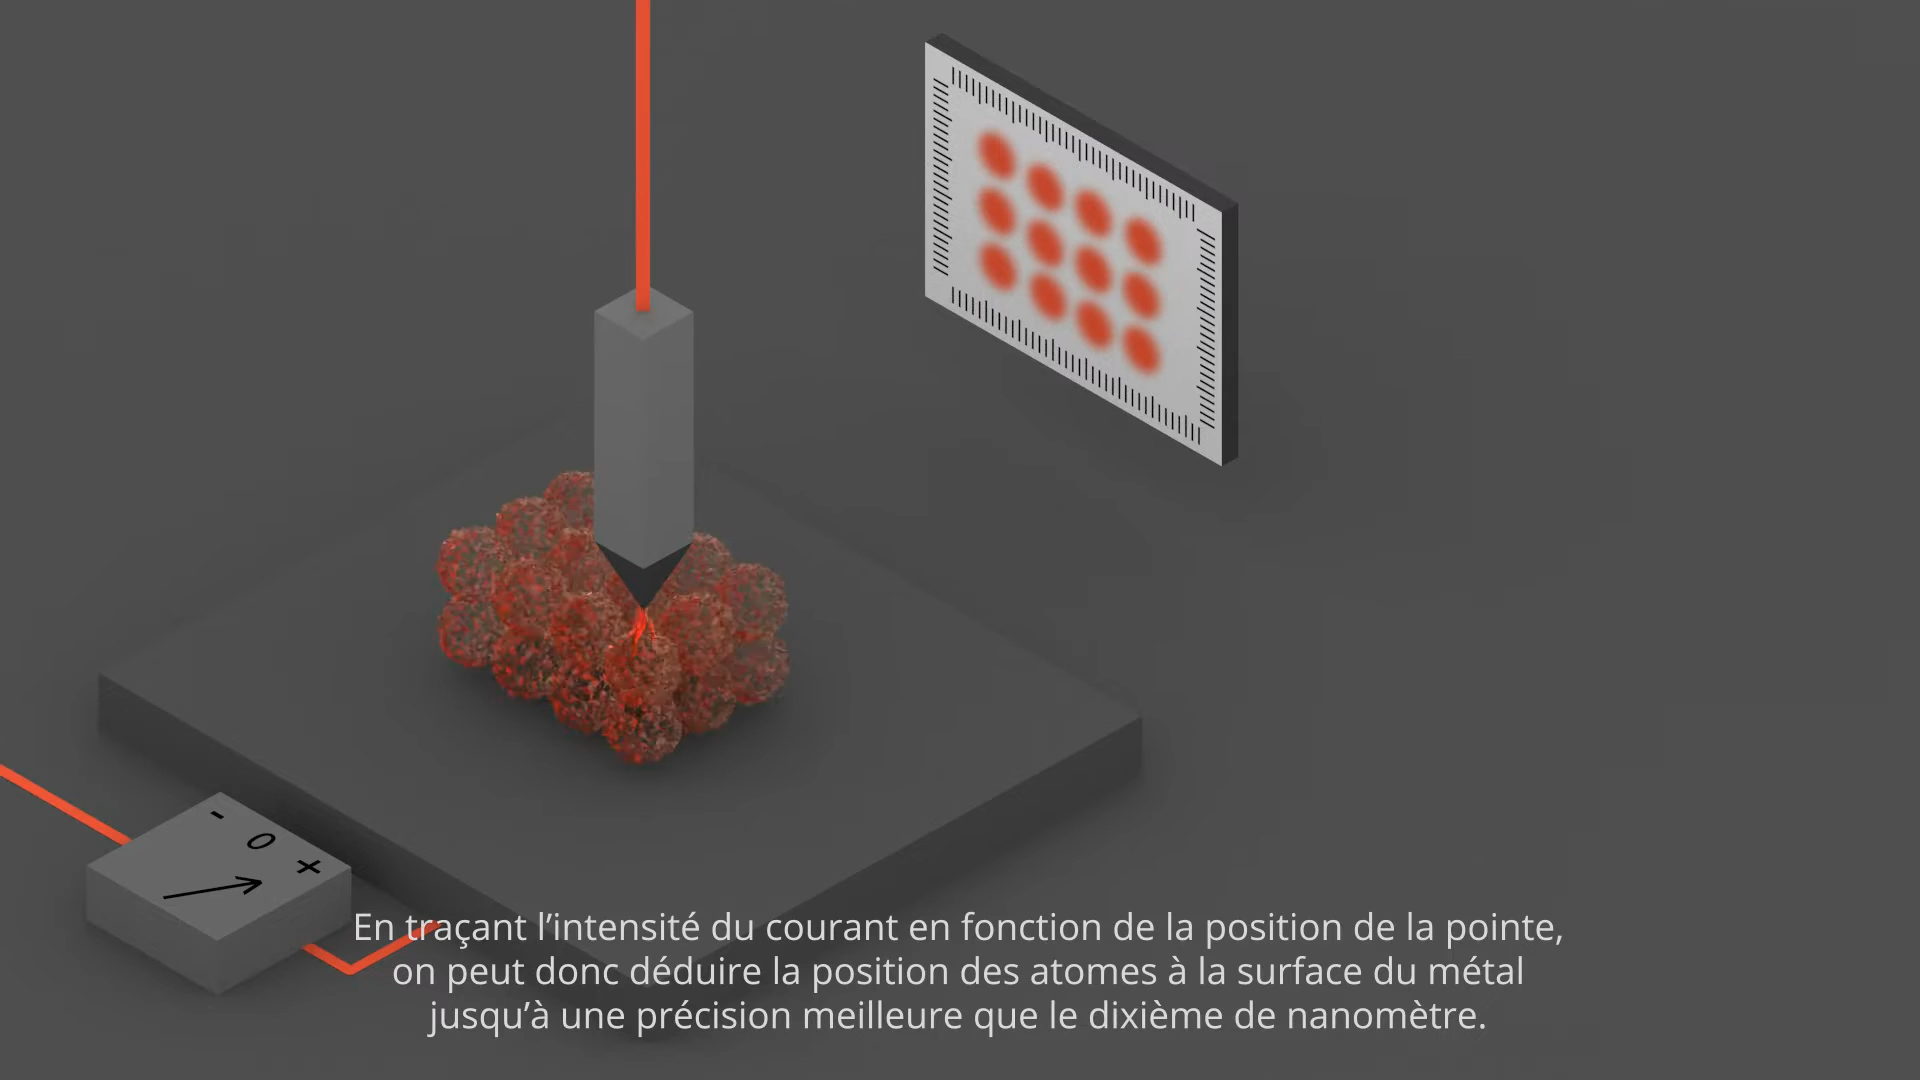 - 0 +
En traçant l’intensité du courant en fonction de la position de la pointe,
on peut donc déduire la position des atomes à la surface du métal
jusqu’à une précision meilleure que le dixième de nanomètre.